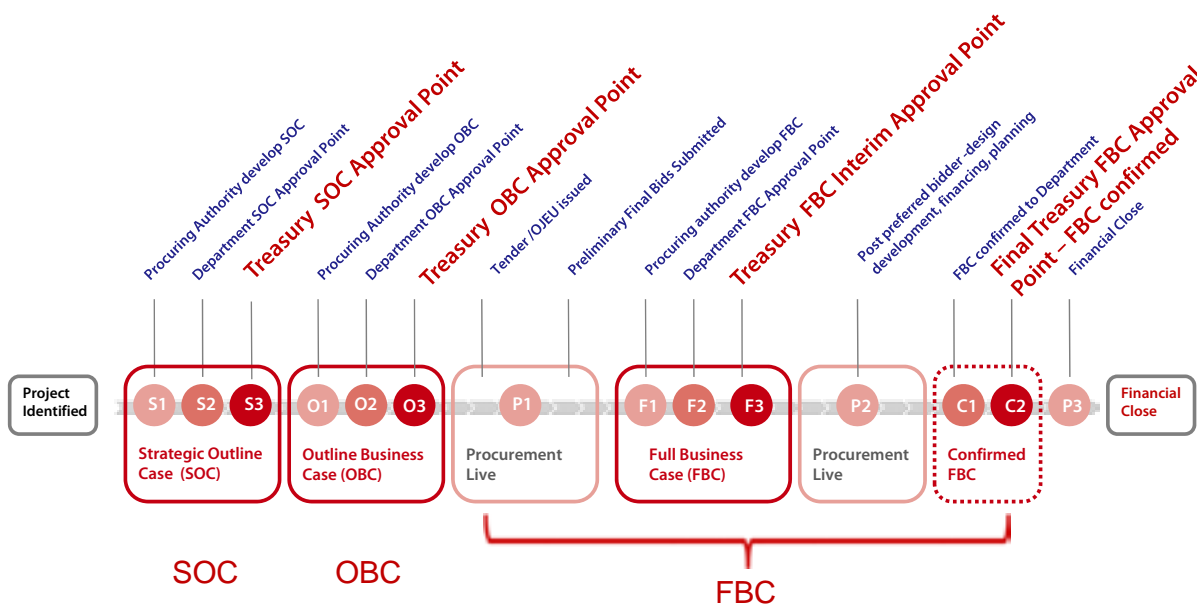 Procuring Authority develop SOC
Department SOC Approval Point
Treasury SOC Approval Point
Procuring Authority develop OBC
Department OBC Approval Point
Treasury OBC Approval Point
Tender /OJEU issued
Preliminary Final Bids Submitted
Procuring authority develop FBC
Department FBC Approval Point
Treasury FBC Interim Approval Point
Post preferred bidder -design
development, financing, planning
FBC confirmed to Department
Final Treasury FBC Approval
Point – FBC confirmed
Financial Close
Project
Identified
S1
S2
S3
Strategic Outline
Case (SOC)
O1
O2
O3
Outline Business
Case (OBC)
P1
Procurement
Live
F1
F2
F3
Full Business
Case (FBC)
P2
Procurement
Live
C1
C2
Confirmed
FBC
P3
Financial
Close
SOC
OBC
FBC